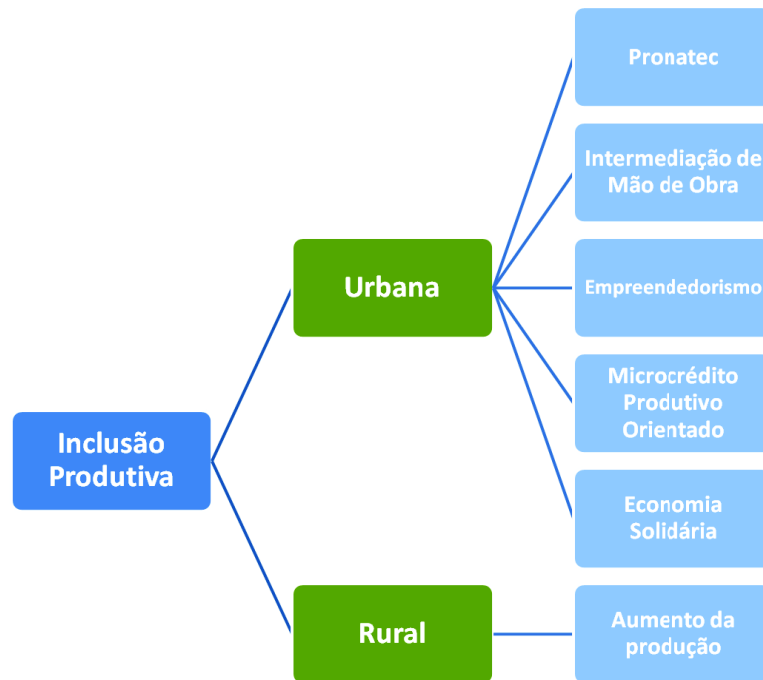 Pronatec
Intermediação de
Mão de Obra
Urbana
Empreendedorismo
Microcrédito
Produtivo
Orientado
Inclusão
Produtiva
Economia
Solidária
Rural
Aumento da
produção